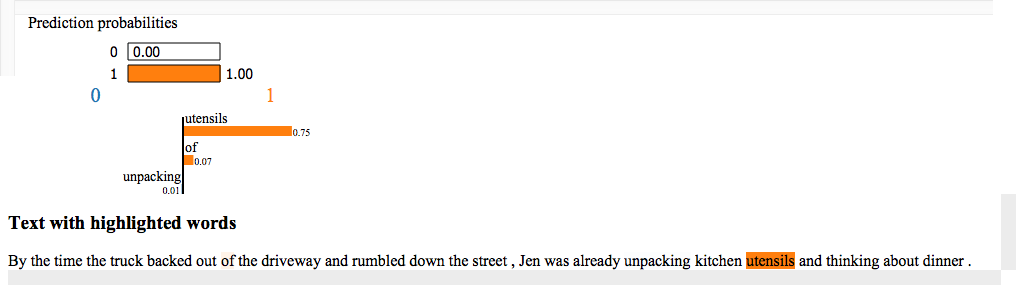 Prediction probabilities
0 0.00
1 1.00
0 1
utensils
0.75
of
0.07
unpacking
0.01
Text with highlighted words
By the time the truck backed out of the driveway and rumbled down the street , Jen was already unpacking kitchen utensils and thinking about dinner .